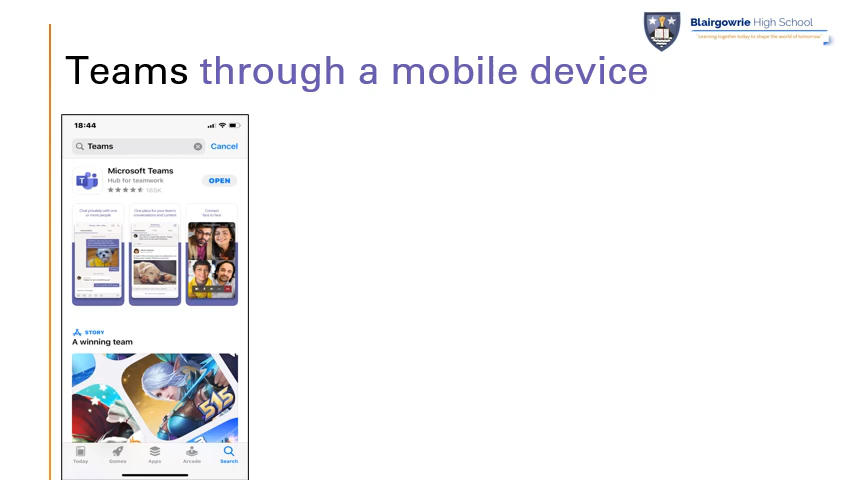 Blairgowrie High School
"Learning together today to shape the world of tomorrow"
Teams through a mobile device
18:44
Teams
Cancel
Microsoft Teams
Hub for teamwork
OPEN
Chat privately with one
or more people
One place for your team's
conversations and content
Connect
face to face
STORY
A winning team
515
Today
Games
Apps
Arcade
Search